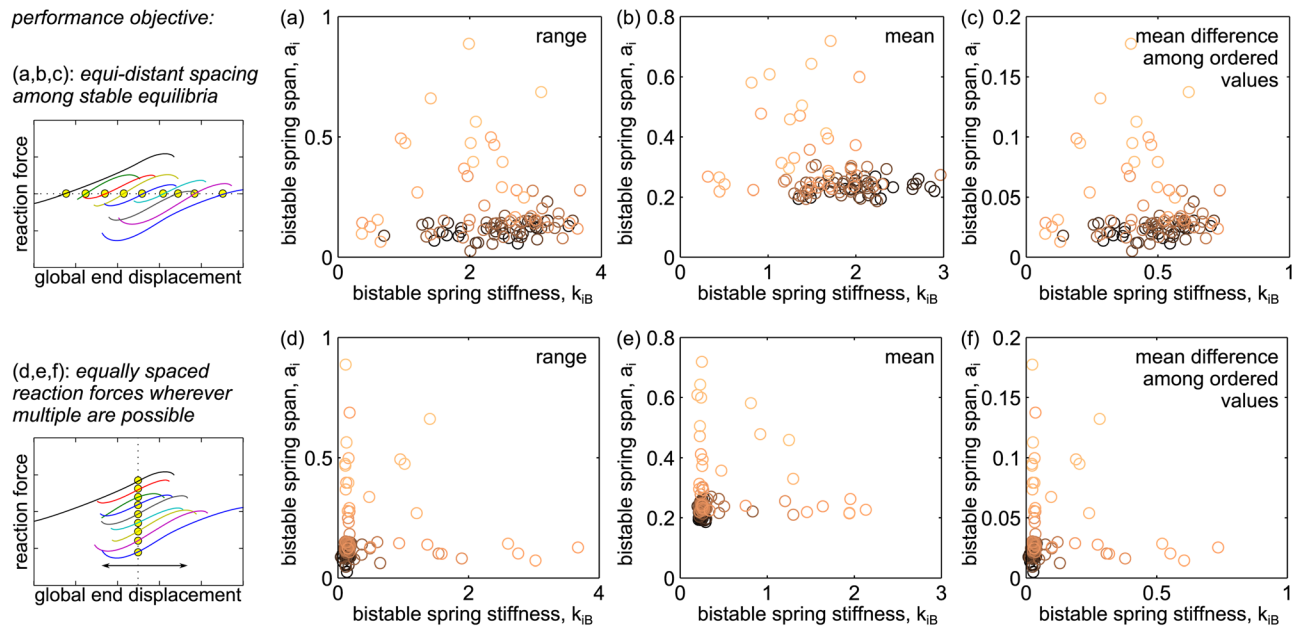 performance objective:
(a,b,c): equi-distant spacing
among stable equilibria
reaction force
global end displacement
(a)
range
bistable spring span, a_i
1
0.5
0
0
2
4
bistable spring stiffness, k_iB
(b)
mean
bistable spring span, a_i
0.8
0.6
0.4
0.2
0
0
1
2
3
bistable spring stiffness, k_iB
(c)
mean difference
among ordered
values
bistable spring span, a_i
0.2
0.15
0.1
0.05
0
0
0.5
1
bistable spring stiffness, k_iB
(d,e,f): equally spaced
reaction forces wherever
multiple are possible
reaction force
global end displacement
(d)
range
bistable spring span, a_i
1
0.5
0
0
2
4
bistable spring stiffness, k_iB
(e)
mean
bistable spring span, a_i
0.8
0.6
0.4
0.2
0
0
1
2
3
bistable spring stiffness, k_iB
(f)
mean difference
among ordered
values
bistable spring span, a_i
0.2
0.15
0.1
0.05
0
0
0.5
1
bistable spring stiffness, k_iB